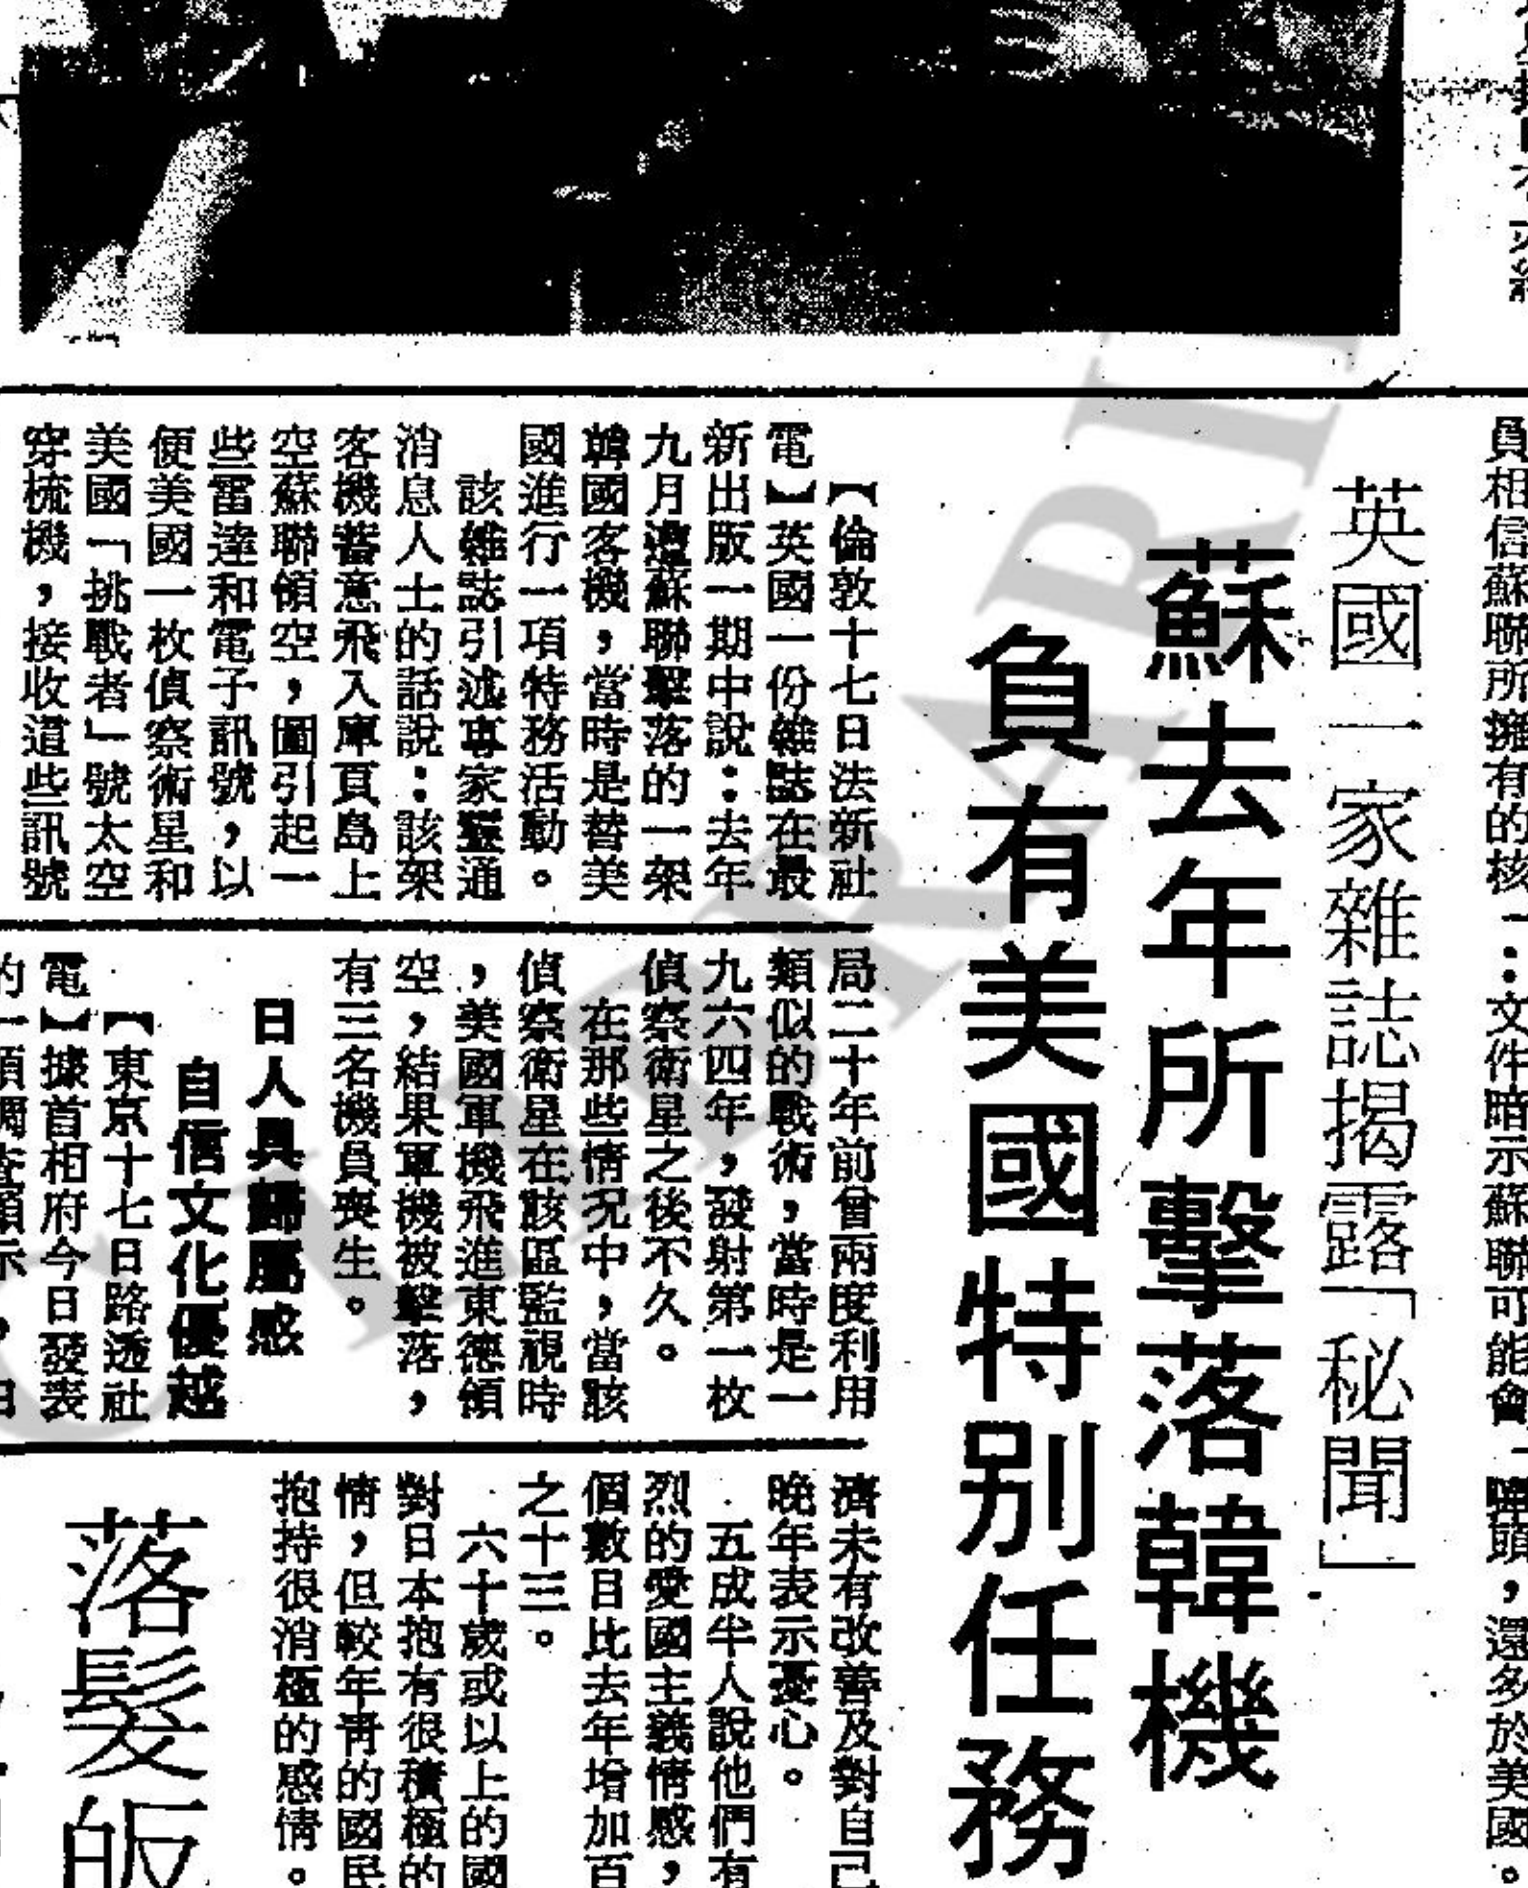 員相信蘇聯所擁有的核
英國一家雜誌揭露「秘聞」
蘇去年所擊落韓機
負有美國特別任務
【倫敦十七日法新社
電】英國一份雜誌在最
新出版一期中說：去年
九月遭蘇聯擊落的一架
韓國客機，當時是替美
國進行一項特務活動。
該雜誌引述專家暨通
消息人士的話說：該架
客機蓄意飛入庫頁島上
空蘇聯領空，圖引起一
些雷達和電子訊號，以
便美國一枚偵察衛星和
美國「挑戰者」號太空
穿梳機，接收這些訊號
一：文件暗示蘇聯可能會
局二十年前曾兩度利用
類似的戰術，當時是一
九六四年，發射第一枚
偵察衛星之後不久。
在那些情況中，當該
偵察衛星在該區監視時
，美國軍機飛進東德領
空，結果軍機被擊落，
有三名機員喪生。
日人具歸屬感
自信文化優越
【東京十七日路透社
電】據首相府今日發表
的一項調查顯示，日
頭，還多於美國。
濟未有改善及對自己
晚年表示憂心。
五成半人說他們有
烈的愛國主義情感，
個數目比去年增加百
之十三。
六十歲或以上的國
對日本抱有很積極的
情，但較年青的國民
抱持很消極的感情。
落髮
LIBRARI